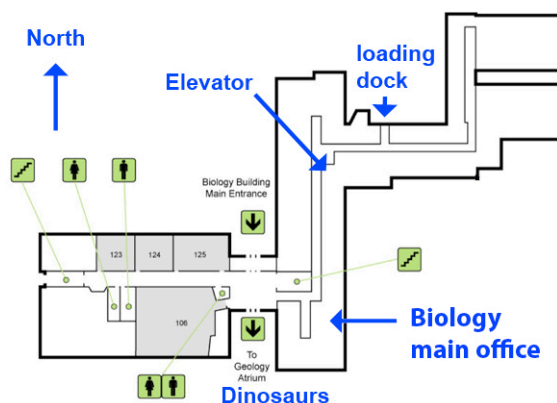 North
loading
dock
Elevator
Biology Building
Main Entrance
123
124
125
106
Biology
main office
To
Geology
Atrium
Dinosaurs